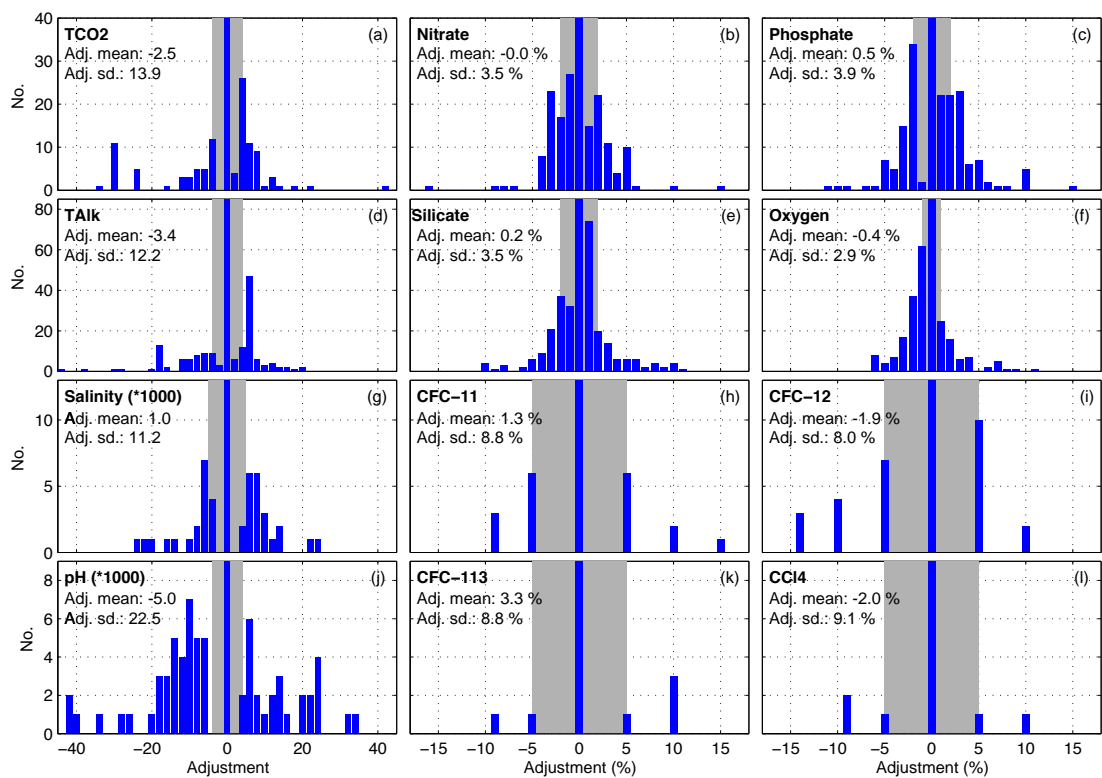 40
30
20
10
0
No.
TCO2
(a)
Adj. mean: -2.5
Adj. sd.: 13.9
Nitrate
(b)
Adj. mean: -0.0 %
Adj. sd.: 3.5 %
Phosphate
(c)
Adj. mean: 0.5 %
Adj. sd.: 3.9 %
80
60
40
20
0
No.
TAlk
(d)
Adj. mean: -3.4
Adj. sd.: 12.2
Silicate
(e)
Adj. mean: 0.2 %
Adj. sd.: 3.5 %
Oxygen
(f)
Adj. mean: -0.4 %
Adj. sd.: 2.9 %
10
5
0
No.
Salinity (*1000)
(g)
Adj. mean: 1.0
Adj. sd.: 11.2
CFC−11
(h)
Adj. mean: 1.3 %
Adj. sd.: 8.8 %
CFC−12
(i)
Adj. mean: -1.9 %
Adj. sd.: 8.0 %
8
6
4
2
0
No.
pH (*1000)
(j)
Adj. mean: -5.0
Adj. sd.: 22.5
CFC−113
(k)
Adj. mean: 3.3 %
Adj. sd.: 8.8 %
CCl4
(l)
Adj. mean: -2.0 %
Adj. sd.: 9.1 %
−40 −20 0 20 40
−15 −10 −5 0 5 10 15
−15 −10 −5 0 5 10 15
Adjustment
Adjustment (%)
Adjustment (%)